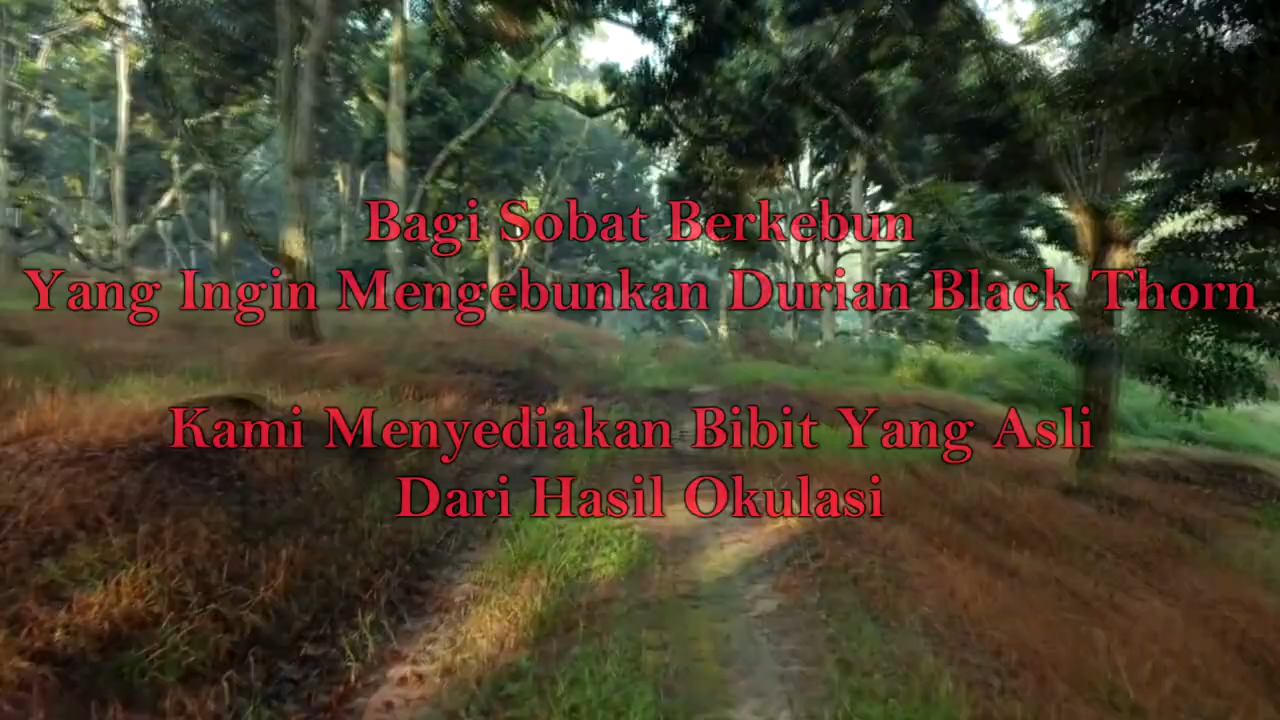 Bagi Sobat Berkebun
Yang Ingin Mengebunkan Durian Black Thorn
Kami Menyediakan Bibit Yang Asli
Dari Hasil Okulasi